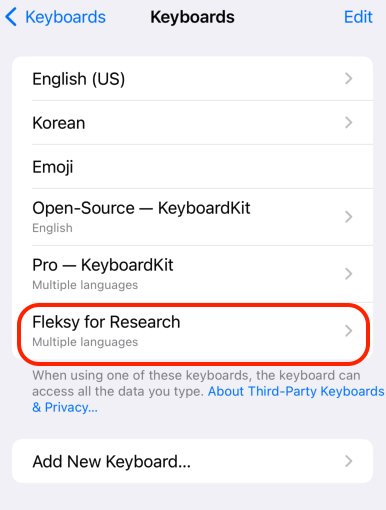 Keyboards
Keyboards
Edit
English (US)
Korean
Emoji
Open-Source — KeyboardKit
English
Pro — KeyboardKit
Multiple languages
Fleksy for Research
Multiple languages
When using one of these keyboards, the keyboard can
access all the data you type. About Third-Party Keyboards
& Privacy...
Add New Keyboard...